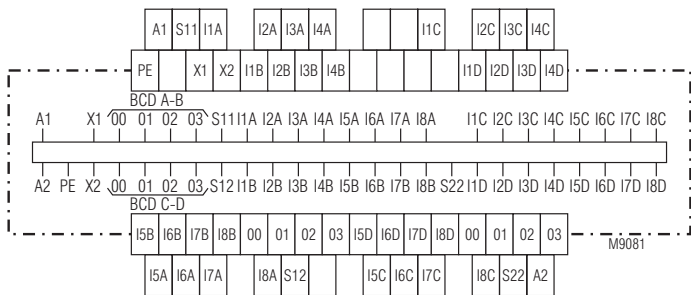 A1 S11 I1A I2A I3A I4A I1C I2C I3C I4C
PE X1 X2 I1B I2B I3B I4B I1D I2D I3D I4D
BCD A-B
A1 X1 00 01 02 03 S11 I1A I2A I3A I4A I5A I6A I7A I8A I1C I2C I3C I4C I5C I6C I7C I8C
A2 PE X2 00 01 02 03 S12 I1B I2B I3B I4B I5B I6B I7B I8B S22 I1D I2D I3D I4D I5D I6D I7D I8D
BCD C-D
I5B I6B I7B I8B 00 01 02 03 I5D I6D I7D I8D 00 01 02 03
M9081
I5A I6A I7A I8A S12 I5C I6C I7C I8C S22 A2